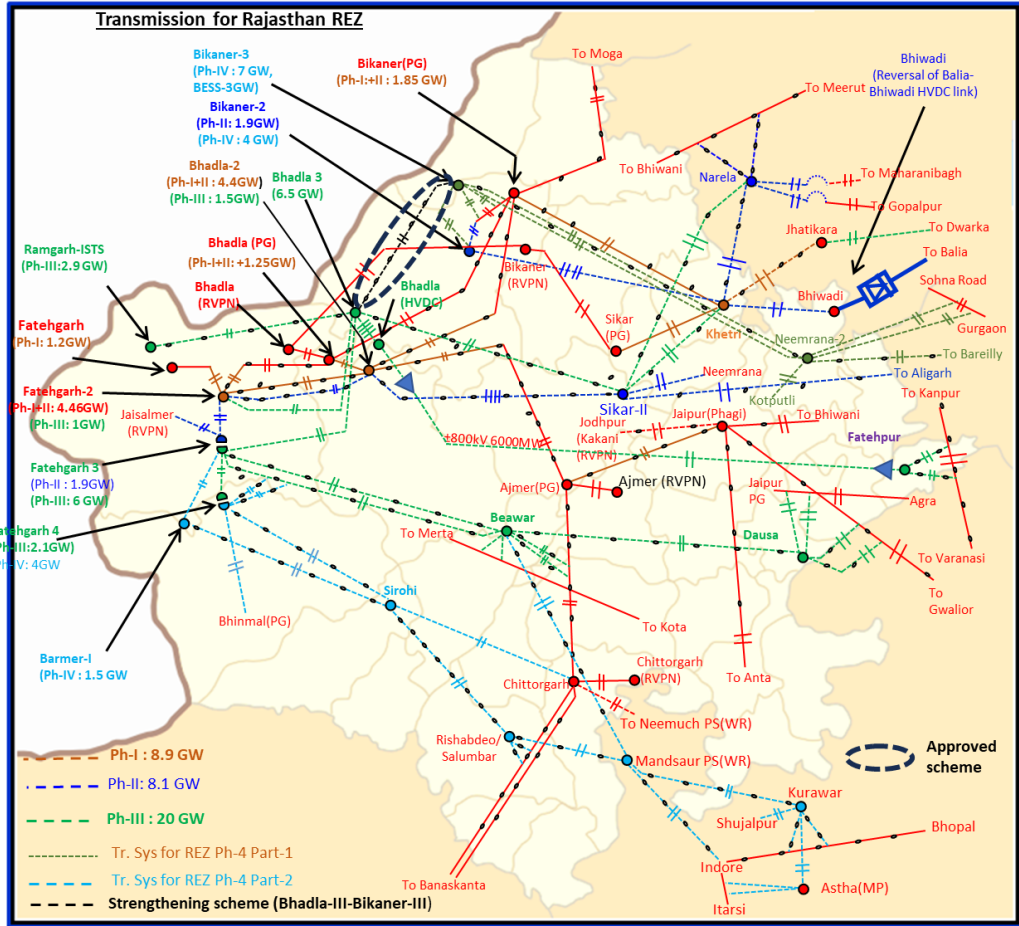 Transmission for Rajasthan REZ
Bikaner-3
(Ph-IV : 7 GW,
BESS-3GW)
Bikaner(PG)
(Ph-I:+II : 1.85 GW)
To Moga
Bhiwadi
(Reversal of Balia-
Bhiwadi HVDC link)
Bikaner-2
(Ph-II: 1.9GW)
(Ph-IV : 4 GW)
To Meerut
Bhadla-2
(Ph-I+II : 4.4GW)
(Ph-III : 1.5GW)
Bhadla 3
(6.5 GW)
To Bhiwani
Narela
To Maharanibagh
To Gopalpur
Jhatikara
To Dwarka
To Balia
Ramgarh-ISTS
(Ph-III:2.9GW)
Bhadla (PG)
(Ph-I+II: +1.25GW)
Bhadla
(RVPN)
Bhadla
(HVDC)
Bikaner
(RVPN)
Bhiwadi
Sohna Road
Gurgaon
Fatehgarh
(Ph-I: 1.2GW)
Sikar
(PG)
Khetri
Neemrana-2
To Bareilly
Fatehgarh-2
(Ph-I+II: 4.46GW)
(Ph-III: 1GW)
Neemrana
To Aligarh
Kotputli
To Kanpur
Jaisalmer
(RVPN)
Sikar-II
Jodhpur
(Kakani
(RVPN)
Jaipur(Phagi)
To Bhiwani
±800kV 6000MW
Fatehpur
Fatehgarh 3
(Ph-II : 1.9GW)
(Ph-III: 6 GW)
Ajmer(PG)
Ajmer (RVPN)
Jaipur
PG
Agra
Fatehgarh 4
(Ph-III:2.1GW)
Ph-IV: 4GW
To Merta
Beawar
Dausa
To Varanasi
To
Gwalior
Sirohi
Bhinmal(PG)
To Kota
Barmer-I
(Ph-IV : 1.5 GW
Chittorgarh
Chittorgarh
(RVPN)
To Anta
To Neemuch PS(WR)
Rishabdeo/
Salumbar
Mandsaur PS(WR)
Approved
scheme
Kurawar
Shujalpur
Bhopal
Indore
Astha(MP)
Itarsi
To Banaskanta
Ph-I : 8.9 GW
Ph-II: 8.1 GW
Ph-III : 20 GW
Tr. Sys for REZ Ph-4 Part-1
Tr. Sys for REZ Ph-4 Part-2
Strengthening scheme (Bhadla-III-Bikaner-III)